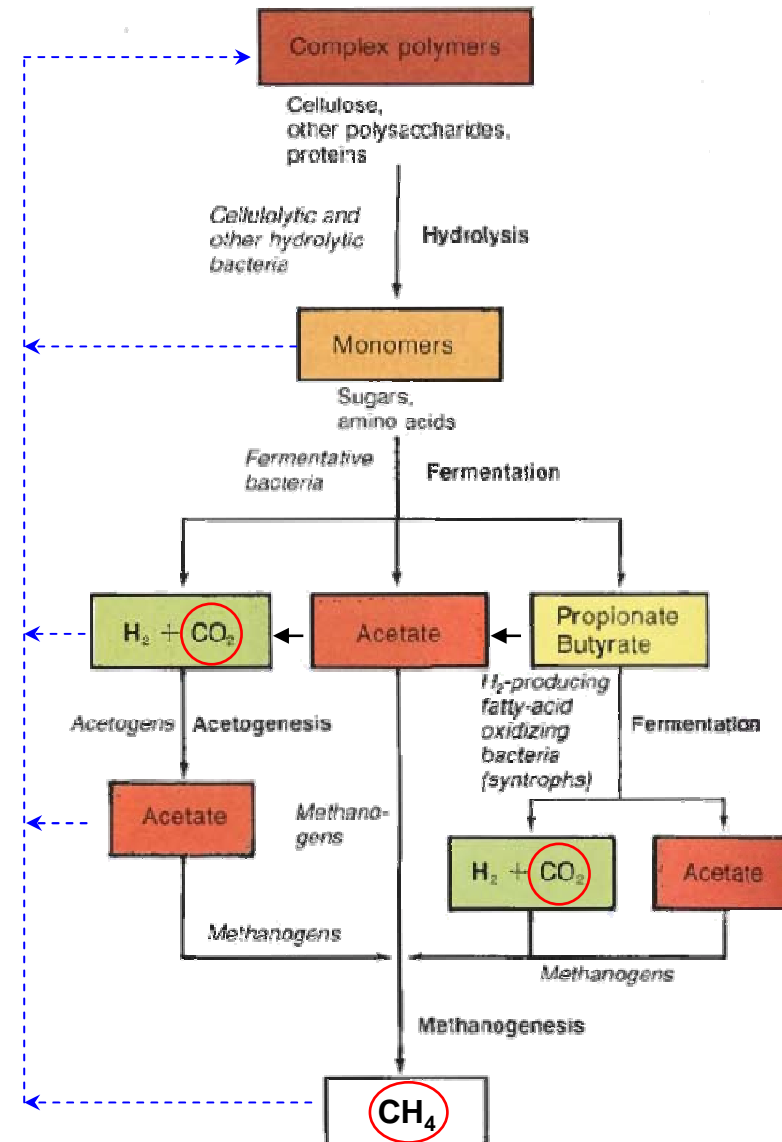 Complex polymers
Cellulose,
other polysaccharides,
proteins
Cellulolytic and
other hydrolytic
bacteria
Hydrolysis
Monomers
Sugars,
amino acids
Fermentative
bacteria
Fermentation
H₂ + CO₂
Acetate
Propionate
Butyrate
Acetogens
Acetogenesis
H₂-producing
fatty-acid
oxidizing
bacteria
(syntrophs)
Fermentation
Acetate
Methano-
gens
H₂ + CO₂
Acetate
Methanogens
Methanogens
Methanogenesis
CH₄